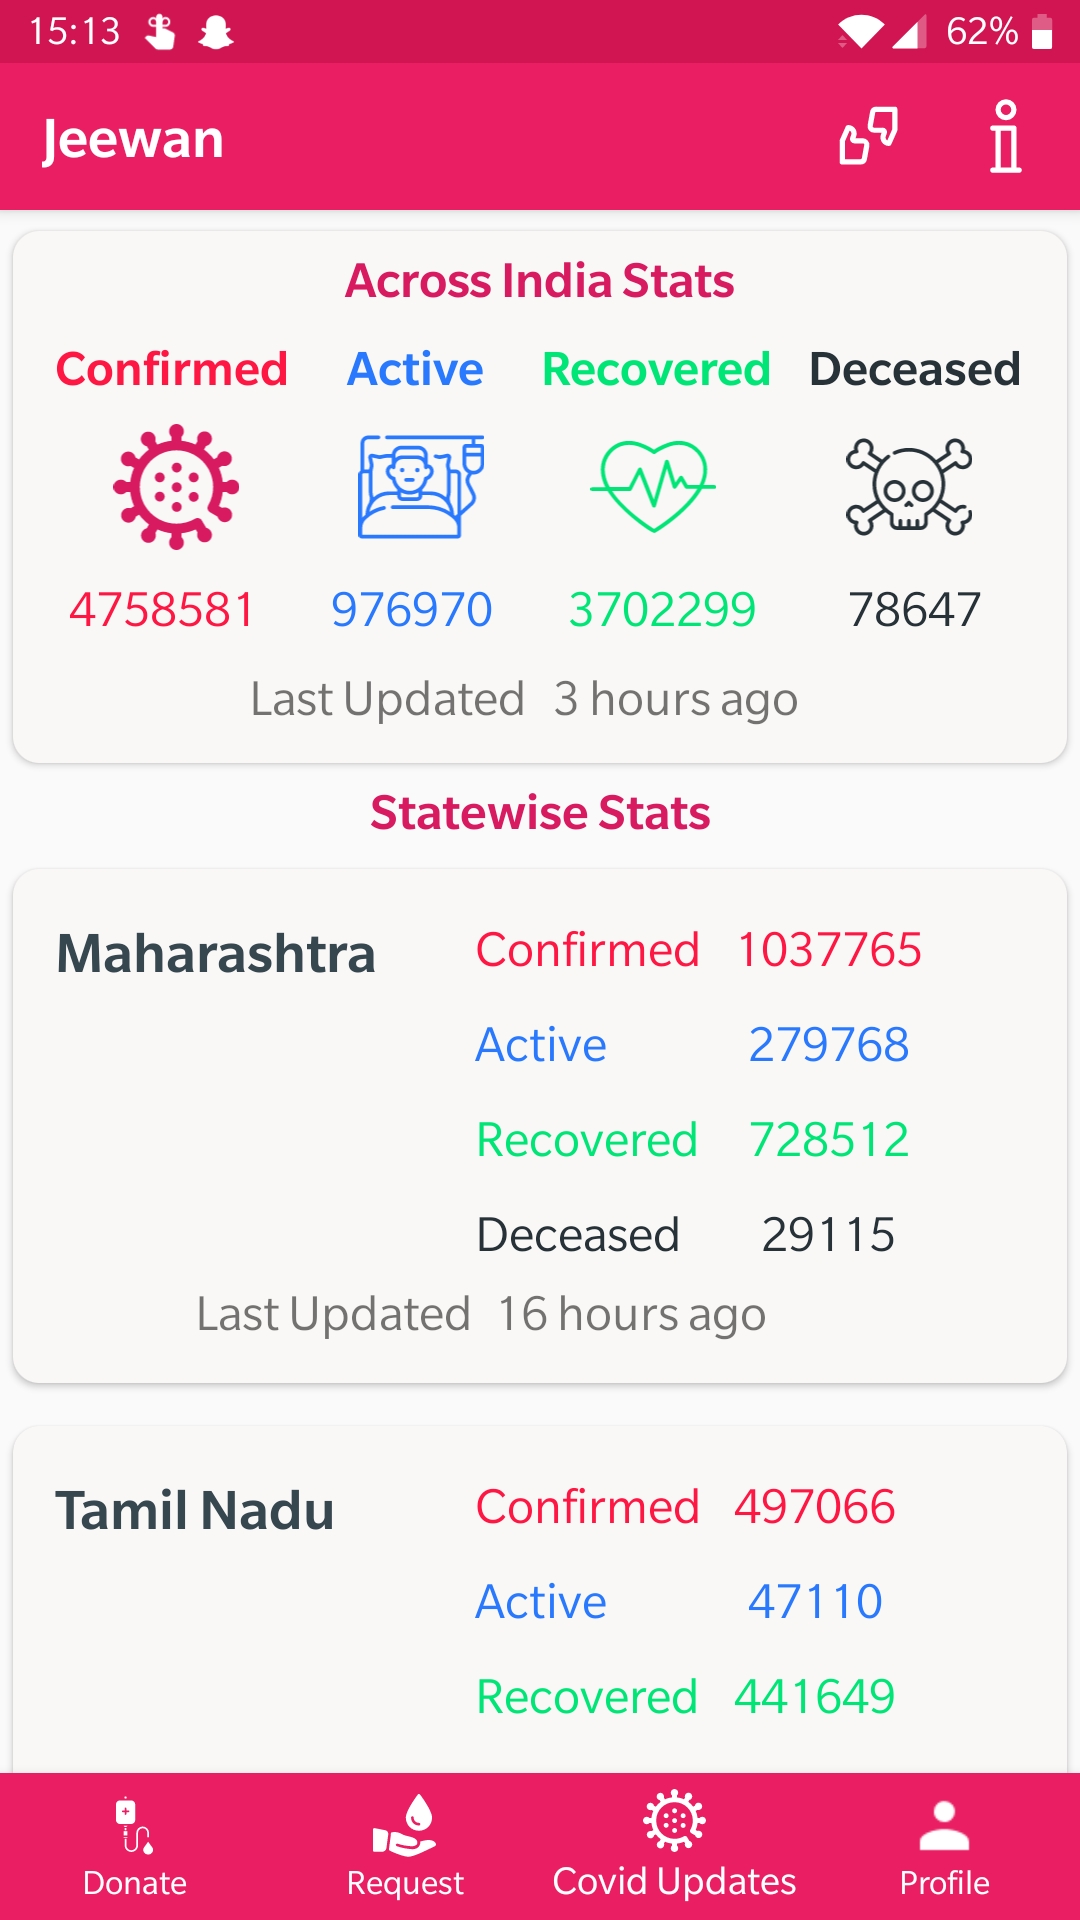 15:13 62%
Jeewan
Across India Stats
Confirmed Active Recovered Deceased
4758581 976970 3702299 78647
Last Updated 3 hours ago
Statewise Stats
Maharashtra Confirmed 1037765
Active 279768
Recovered 728512
Deceased 29115
Last Updated 16 hours ago
Tamil Nadu Confirmed 497066
Active 47110
Recovered 441649
Donate Request Covid Updates Profile